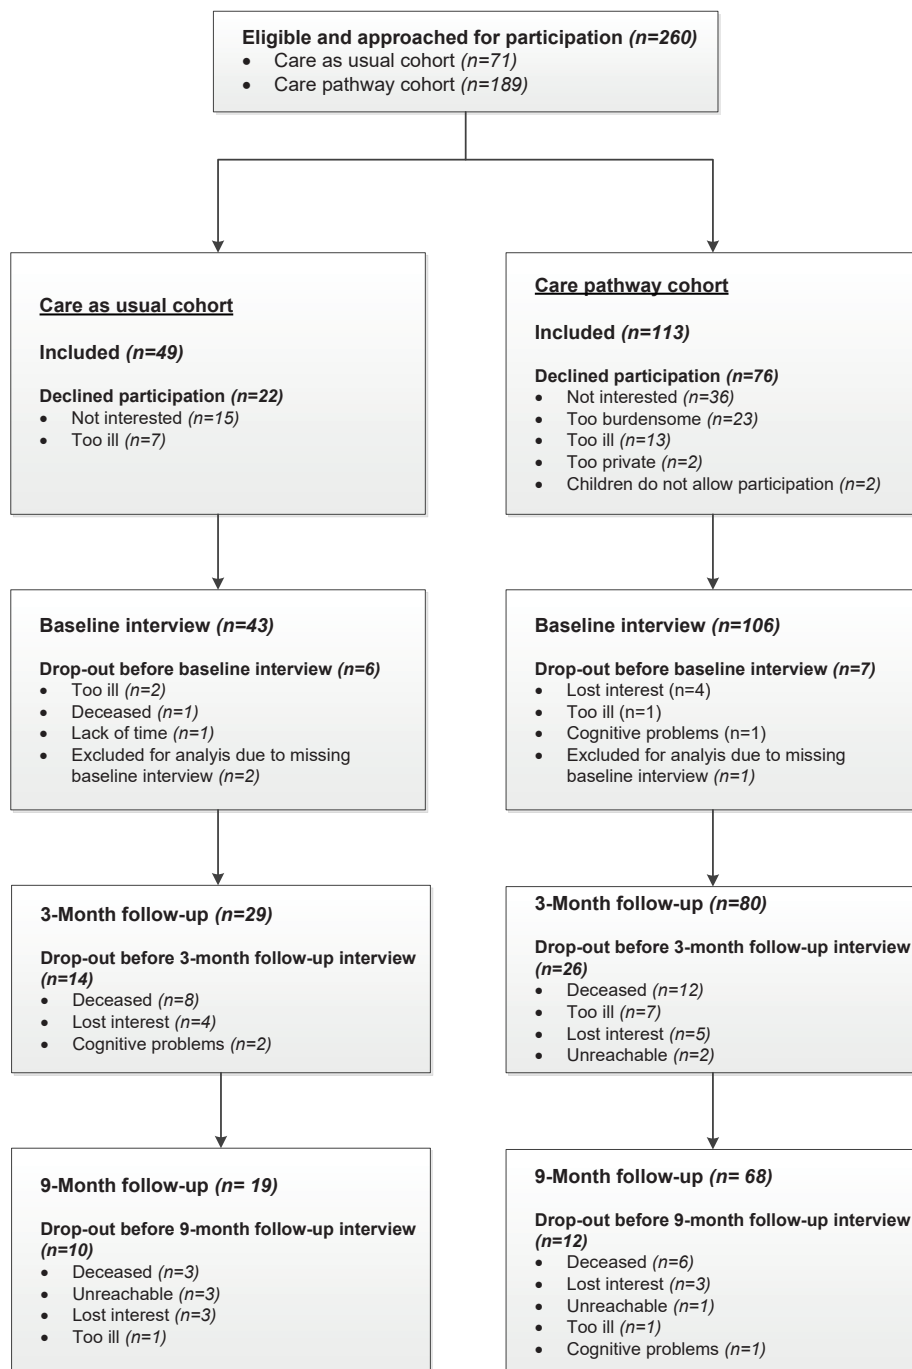 Eligible and approached for participation (n=260)
• Care as usual cohort (n=71)
• Care pathway cohort (n=189)
Care as usual cohort
Included (n=49)
Declined participation (n=22)
• Not interested (n=15)
• Too ill (n=7)
Care pathway cohort
Included (n=113)
Declined participation (n=76)
• Not interested (n=36)
• Too burdensome (n=23)
• Too ill (n=13)
• Too private (n=2)
• Children do not allow participation (n=2)
Baseline interview (n=43)
Drop-out before baseline interview (n=6)
• Too ill (n=2)
• Deceased (n=1)
• Lack of time (n=1)
• Excluded for analyis due to missing
baseline interview (n=2)
Baseline interview (n=106)
Drop-out before baseline interview (n=7)
• Lost interest (n=4)
• Too ill (n=1)
• Cognitive problems (n=1)
• Excluded for analyis due to missing
baseline interview (n=1)
3-Month follow-up (n=29)
Drop-out before 3-month follow-up interview
(n=14)
• Deceased (n=8)
• Lost interest (n=4)
• Cognitive problems (n=2)
3-Month follow-up (n=80)
Drop-out before 3-month follow-up interview
(n=26)
• Deceased (n=12)
• Too ill (n=7)
• Lost interest (n=5)
• Unreachable (n=2)
9-Month follow-up (n= 19)
Drop-out before 9-month follow-up interview
(n=10)
• Deceased (n=3)
• Unreachable (n=3)
• Lost interest (n=3)
• Too ill (n=1)
9-Month follow-up (n= 68)
Drop-out before 9-month follow-up interview
(n=12)
• Deceased (n=6)
• Lost interest (n=3)
• Unreachable (n=1)
• Too ill (n=1)
• Cognitive problems (n=1)